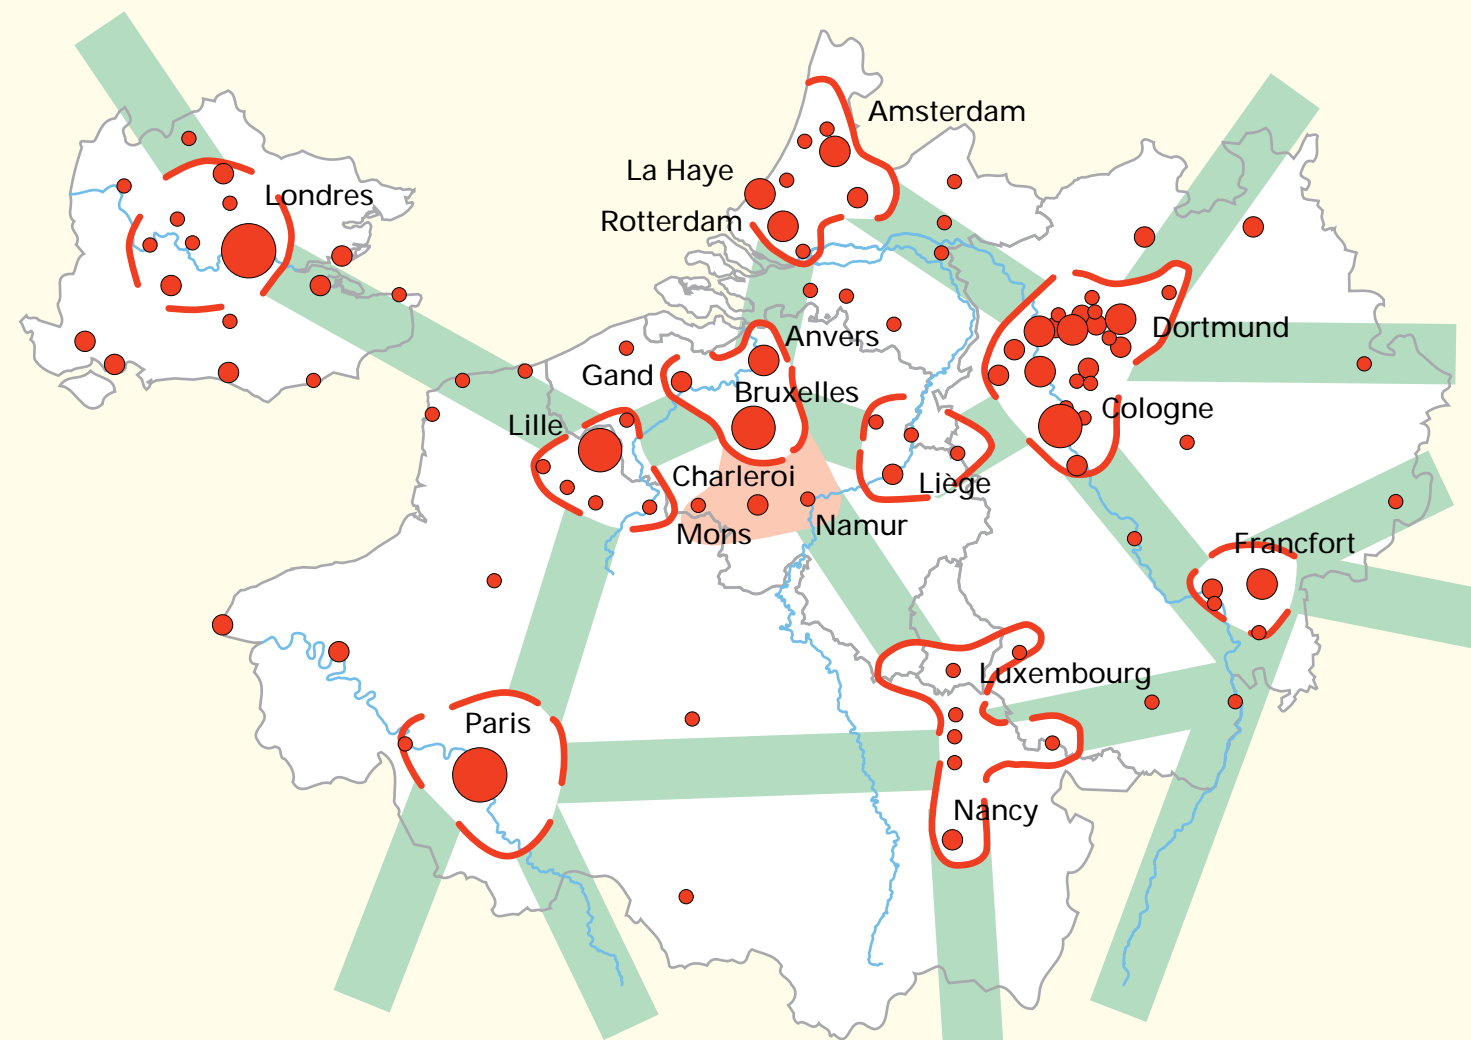 Amsterdam
La Haye
Londres
Rotterdam
Dortmund
Anvers
Gand
Bruxelles
Cologne
Lille
Charleroi
Liège
Namur
Mons
Francfort
Luxembourg
Paris
Nancy